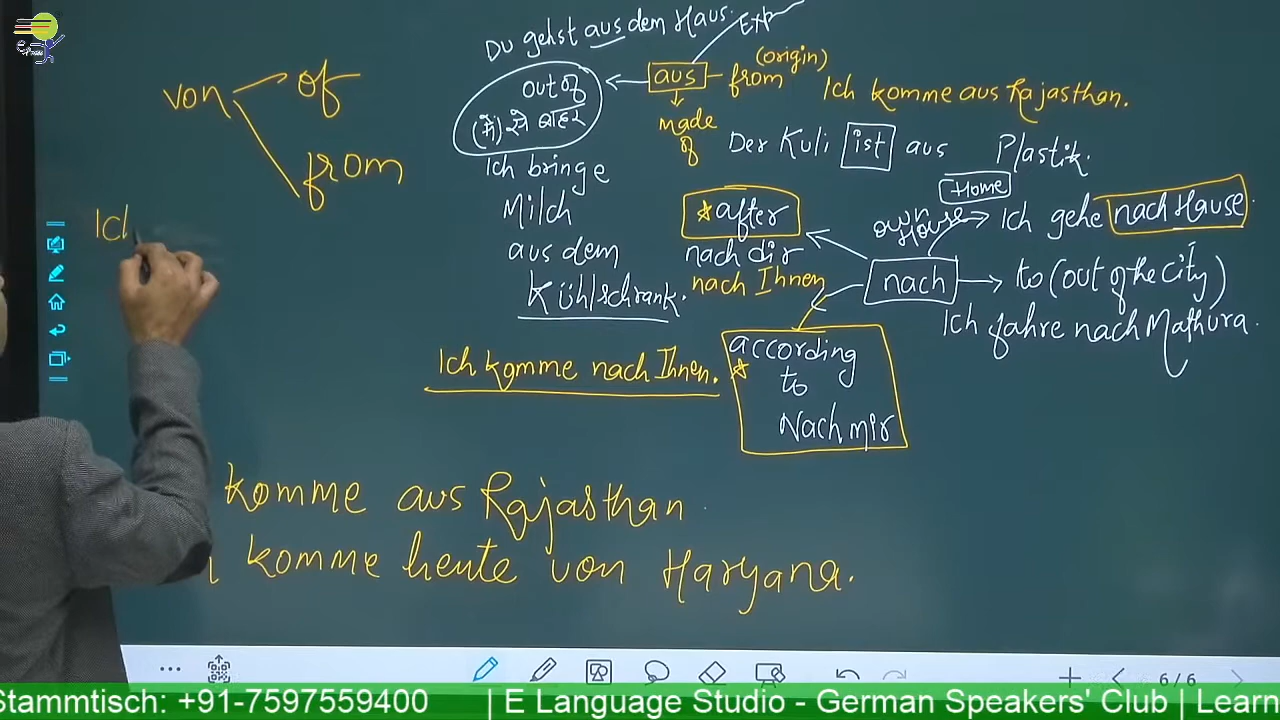 Du gehst aus dem Haus.
Exp
von
of
from
out of
(में) से बाहर
aus
from
(origin)
made
of
Ich komme aus Rajasthan.
Der Kuli ist aus Plastik.
Ich bringe
Milch
aus dem
Kühlschrank.
after
nach dir
nach Ihnen
nach
own
House
Home
Ich gehe nach Hause.
to (out of the city)
Ich fahre nach Mathura.
according
to
Nach mir
Ich komme nach Ihnen.
Ich
komme aus Rajasthan.
komme heute von Haryana.
6/6
Stammtisch: +91-7597559400 | E Language Studio - German Speakers' Club | Learn